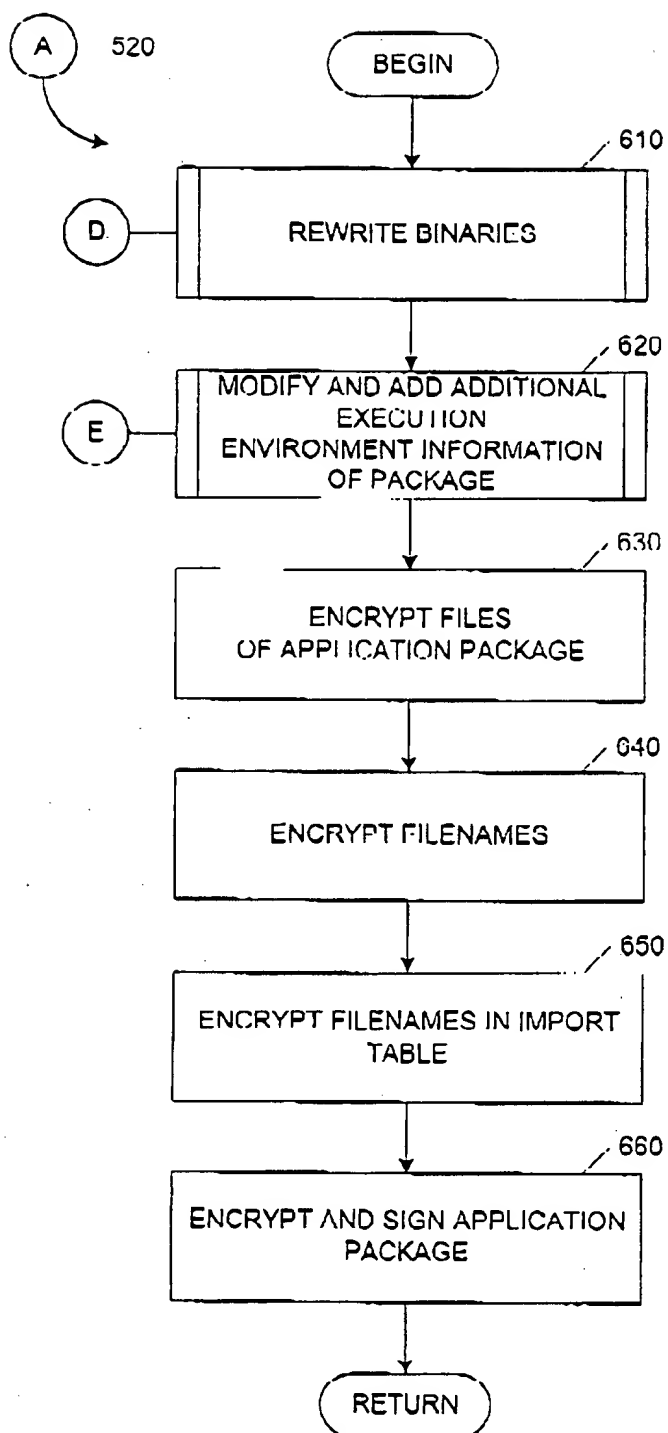 A
520
BEGIN
610
D
REWRITE BINARIES
620
E
MODIFY AND ADD ADDITIONAL
EXECUTION
ENVIRONMENT INFORMATION
OF PACKAGE
630
ENCRYPT FILES
OF APPLICATION PACKAGE
640
ENCRYPT FILENAMES
650
ENCRYPT FILENAMES IN IMPORT
TABLE
660
ENCRYPT AND SIGN APPLICATION
PACKAGE
RETURN